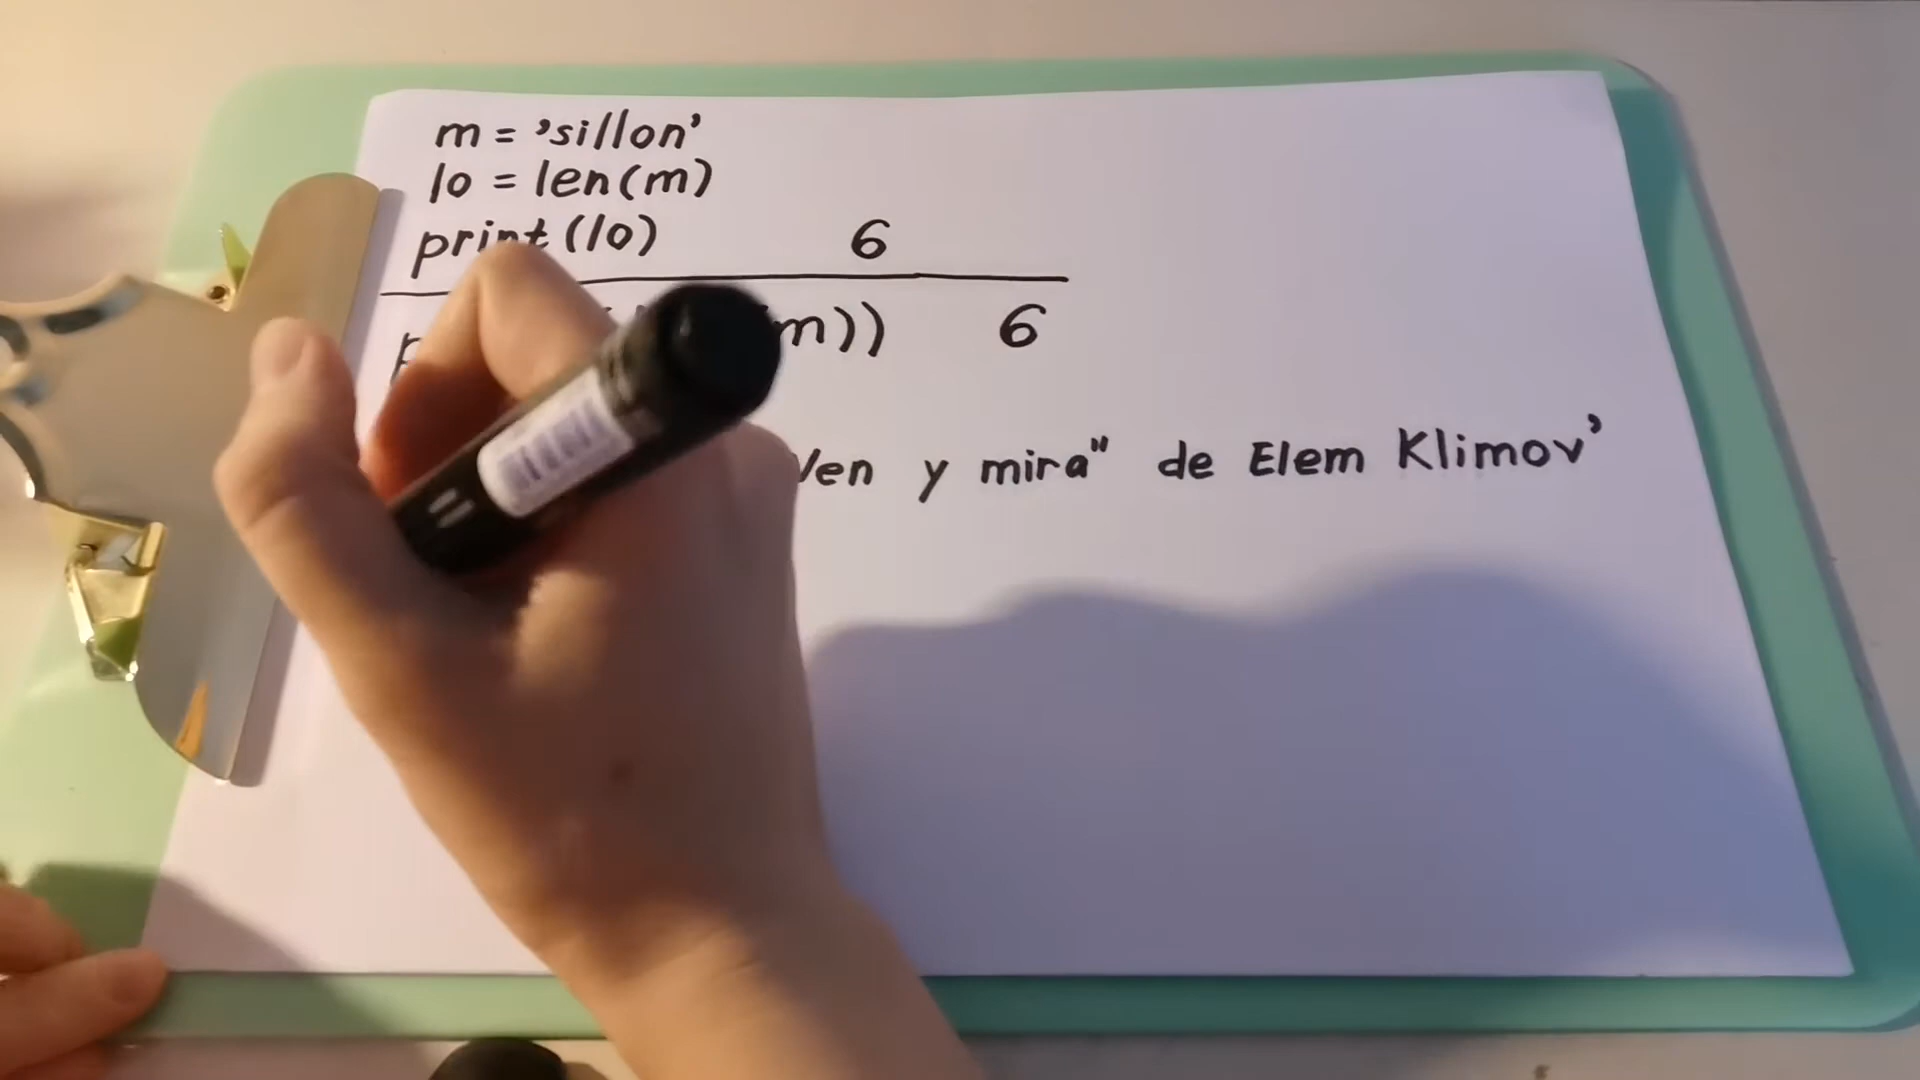 m = 'sillon'
lo = len(m)
print(lo) 6
m)) 6
Ven y mira" de Elem Klimov'